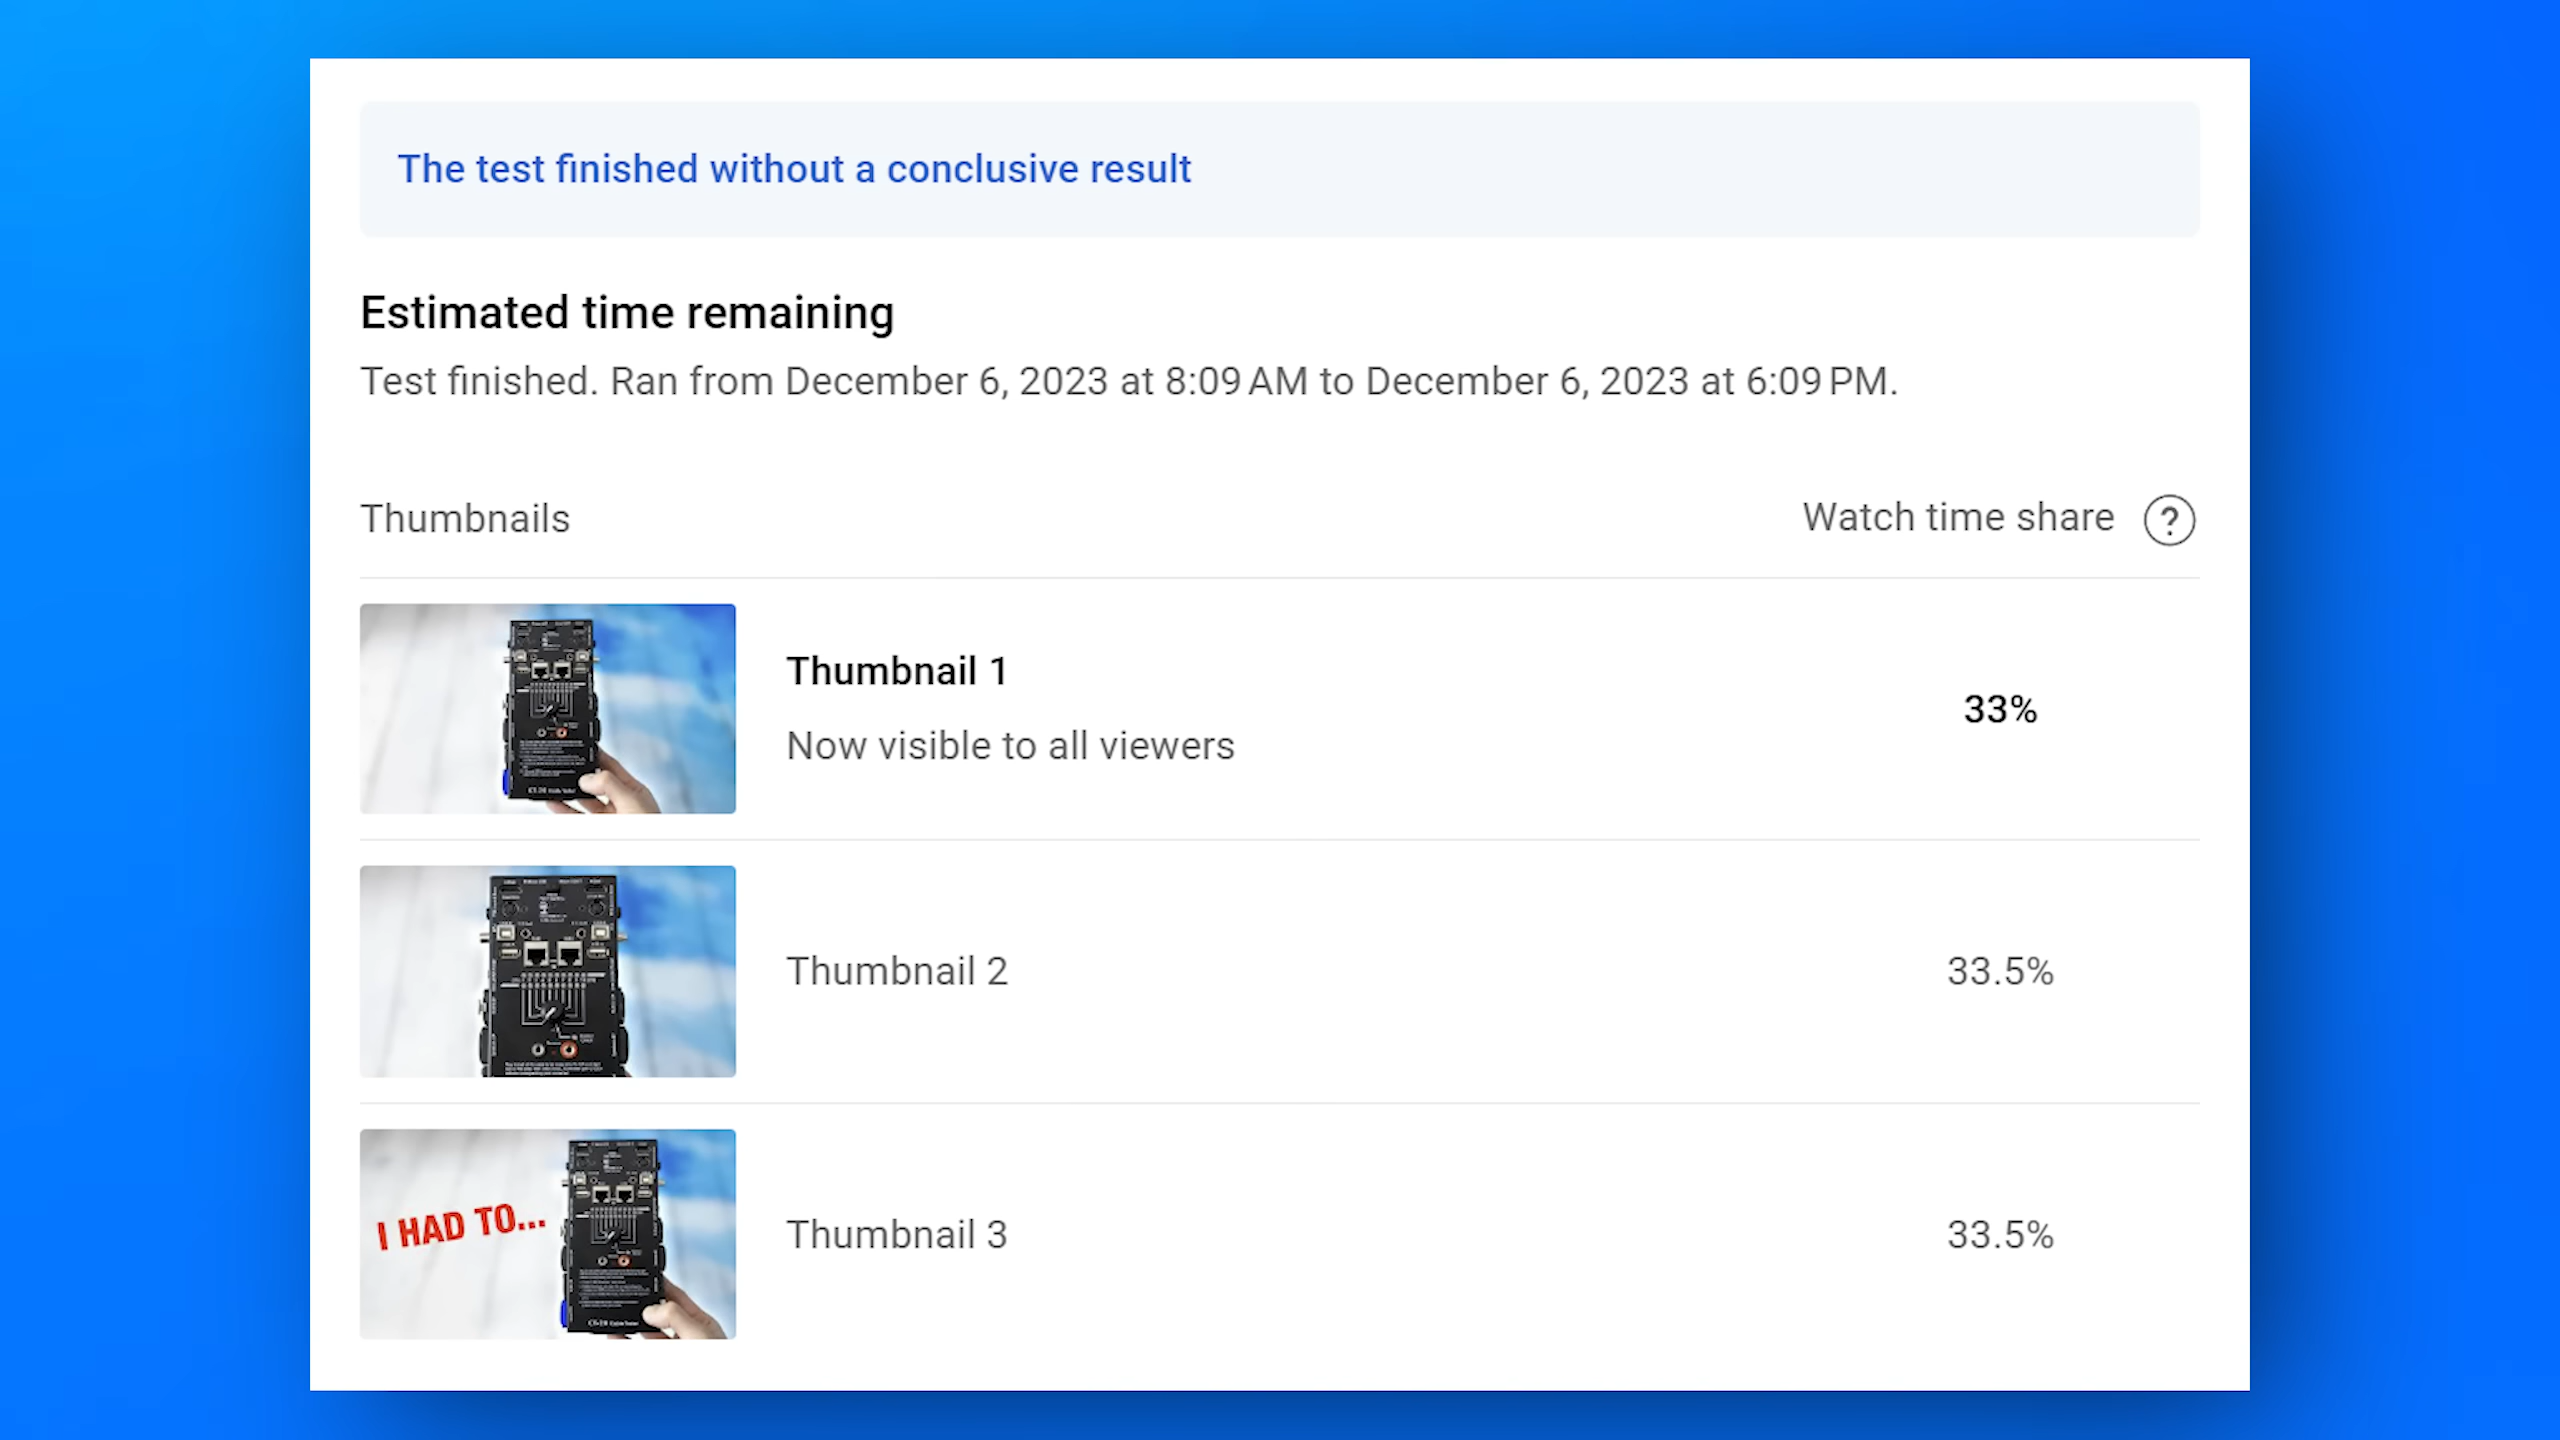 The test finished without a conclusive result
Estimated time remaining
Test finished. Ran from December 6, 2023 at 8:09 AM to December 6, 2023 at 6:09 PM.
Thumbnails
Watch time share ?
Thumbnail 1
Now visible to all viewers
33%
Thumbnail 2
33.5%
I HAD TO...
Thumbnail 3
33.5%